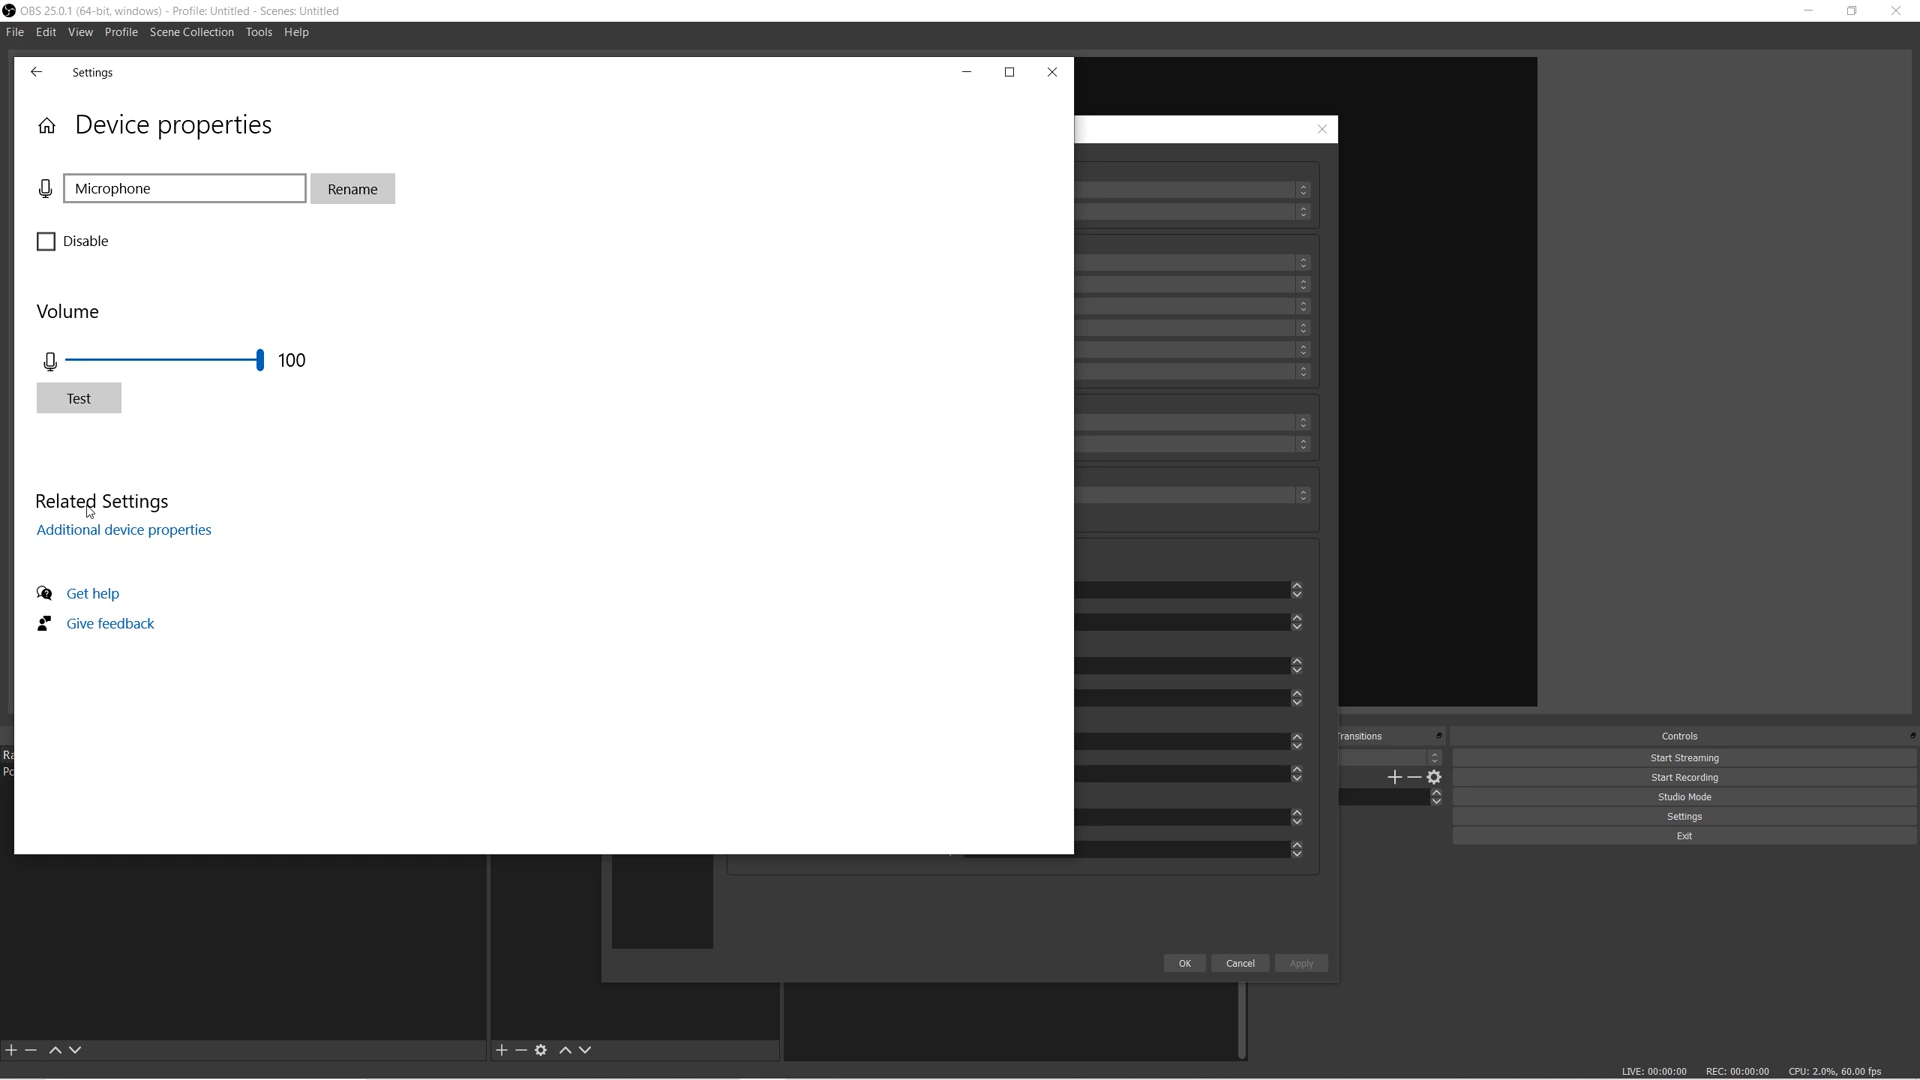 OBS 25.0.1 (64-bit, windows) - Profile: Untitled - Scenes: Untitled
File Edit View Profile Scene Collection Tools Help
Settings
Device properties
Microphone
Rename
Disable
Volume
100
Test
Related Settings
Additional device properties
Get help
Give feedback
Controls
Start Streaming
Start Recording
Studio Mode
Settings
Exit
OK Cancel Apply
LIVE: 00:00:00 REC: 00:00:00 CPU: 2.0%, 60.00 fps